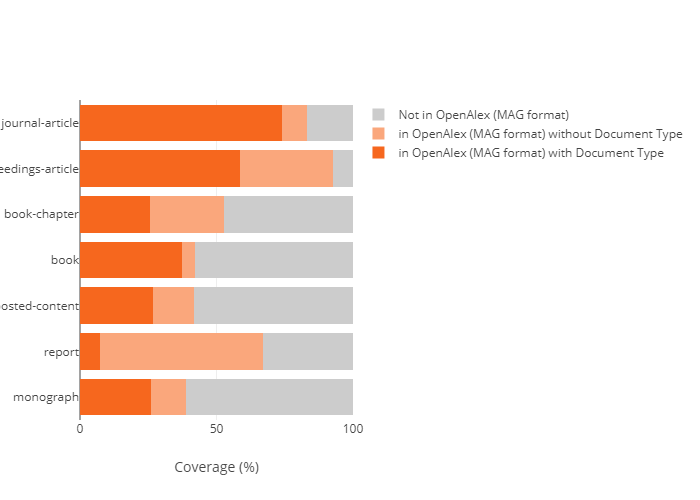 journal-article
eedings-article
book-chapter
book
osted-content
report
monograph
0 50 100
Coverage (%)
Not in OpenAlex (MAG format)
in OpenAlex (MAG format) without Document Type
in OpenAlex (MAG format) with Document Type